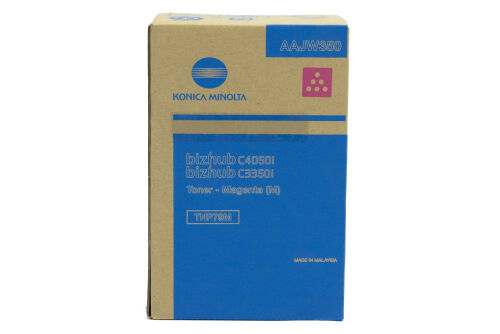 AAJW350
KONICA MINOLTA
bizhub C4050i
bizhub C3350i
Toner - Magenta (M)
TNP79M
MADE IN MALAYSIA